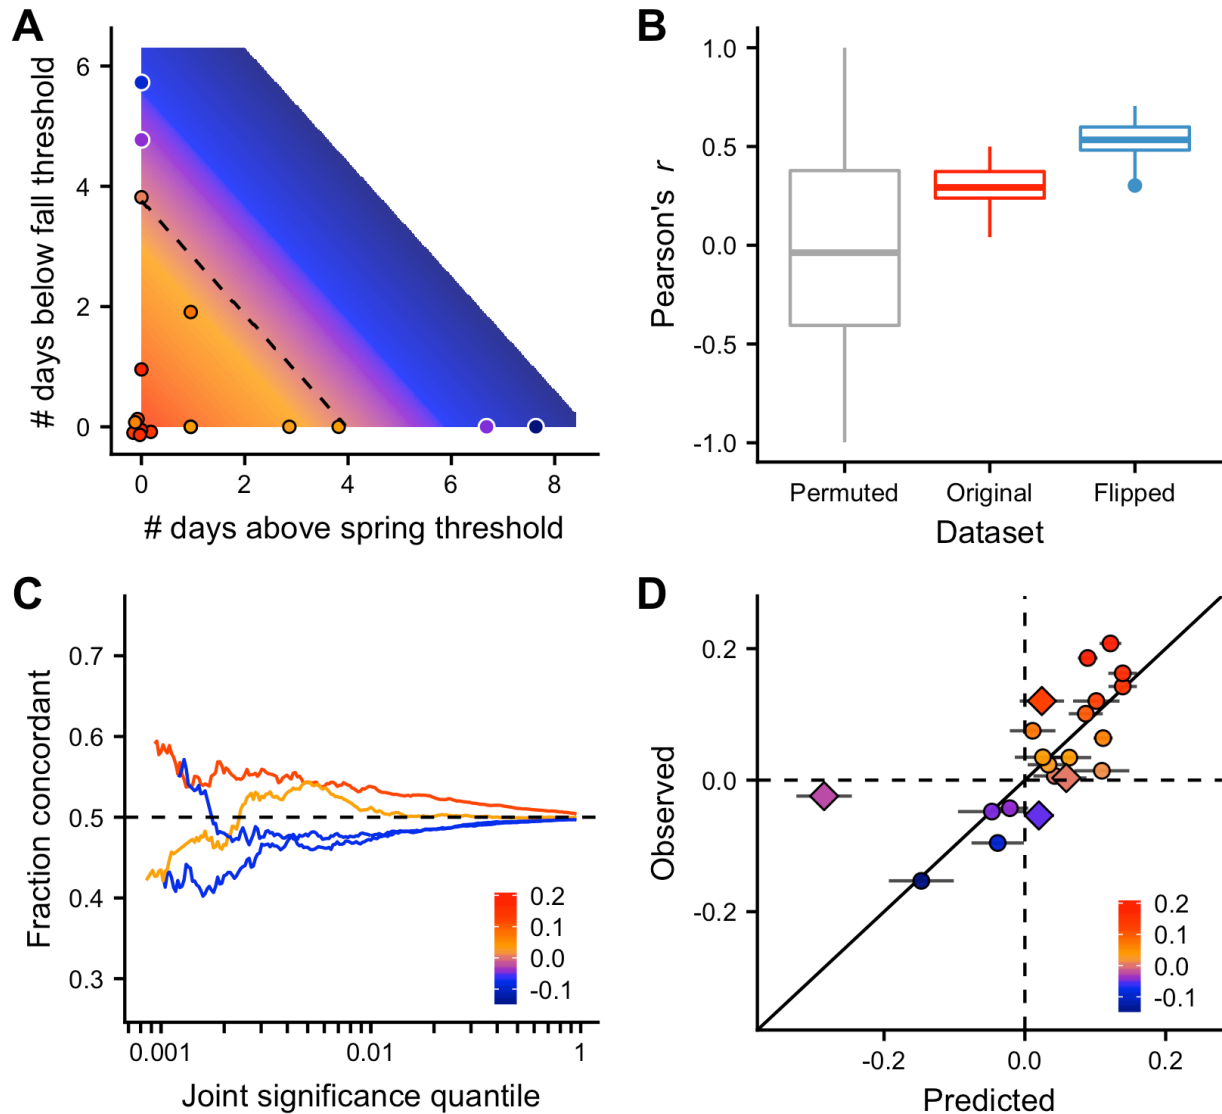 A
# days below fall threshold
6
4
2
0
0 2 4 6 8
# days above spring threshold
B
Pearson's r
1.0
0.5
0.0
-0.5
-1.0
Permuted Original Flipped
Dataset
C
Fraction concordant
0.7
0.6
0.5
0.4
0.3
0.2
0.1
0.0
-0.1
0.001 0.01 1
Joint significance quantile
D
Observed
0.2
0.0
-0.2
0.2
0.1
0.0
-0.1
-0.2 0.0 0.2
Predicted